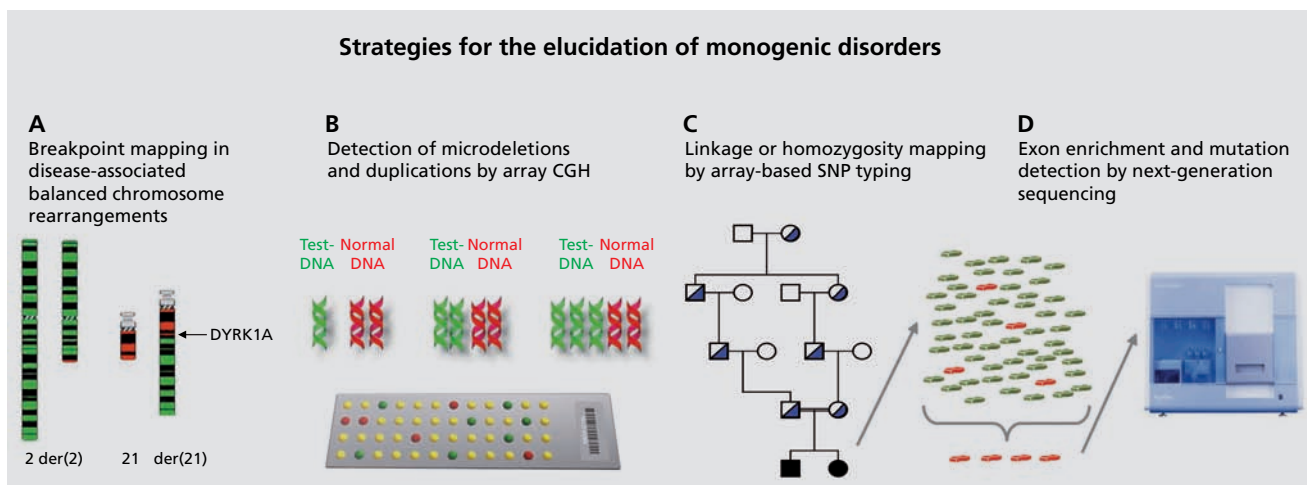 Strategies for the elucidation of monogenic disorders
A
Breakpoint mapping in
disease-associated
balanced chromosome
rearrangements
DYRK1A
2 der(2) 21 der(21)
B
Detection of microdeletions
and duplications by array CGH
Test- Normal
DNA DNA
Test- Normal
DNA DNA
Test- Normal
DNA DNA
C
Linkage or homozygosity mapping
by array-based SNP typing
D
Exon enrichment and mutation
detection by next-generation
sequencing